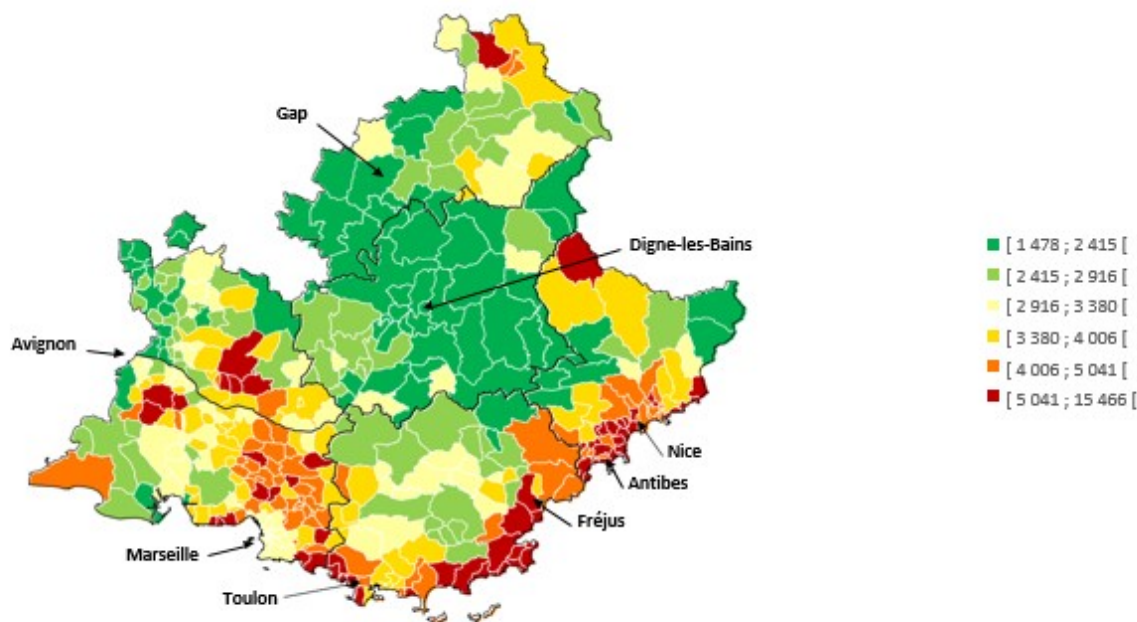 Gap
Digne-les-Bains
Avignon
Nice
Antibes
Fréjus
Marseille
Toulon
[ 1 478 ; 2 415 [
[ 2 415 ; 2 916 [
[ 2 916 ; 3 380 [
[ 3 380 ; 4 006 [
[ 4 006 ; 5 041 [
[ 5 041 ; 15 466 [